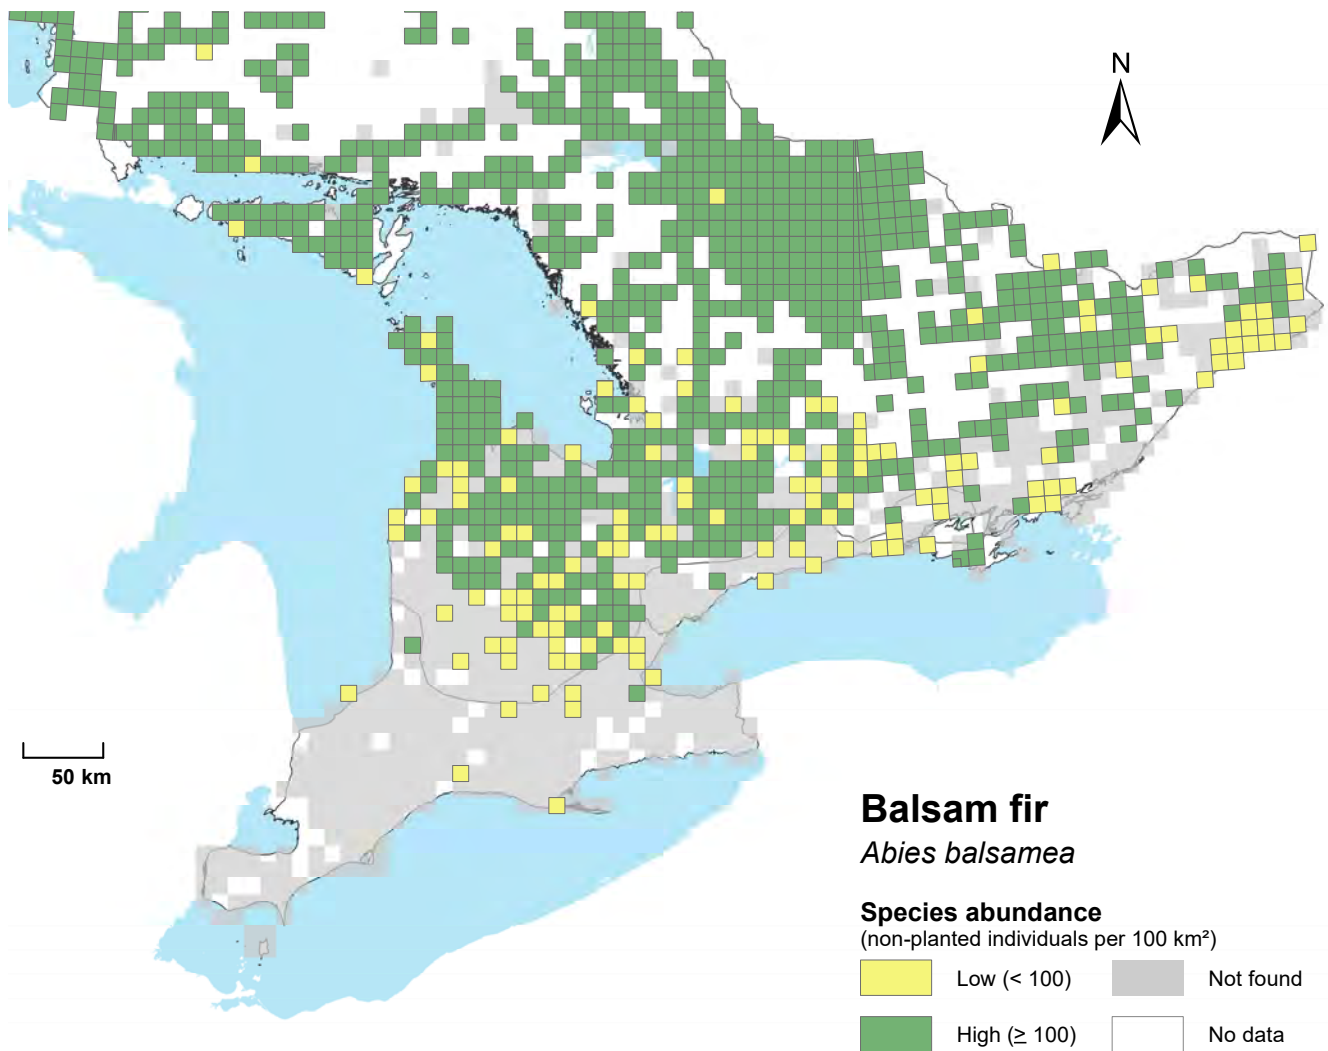 N
50 km
Balsam fir
Abies balsamea
Species abundance
(non-planted individuals per 100 km²)
Low (< 100)
Not found
High (≥ 100)
No data